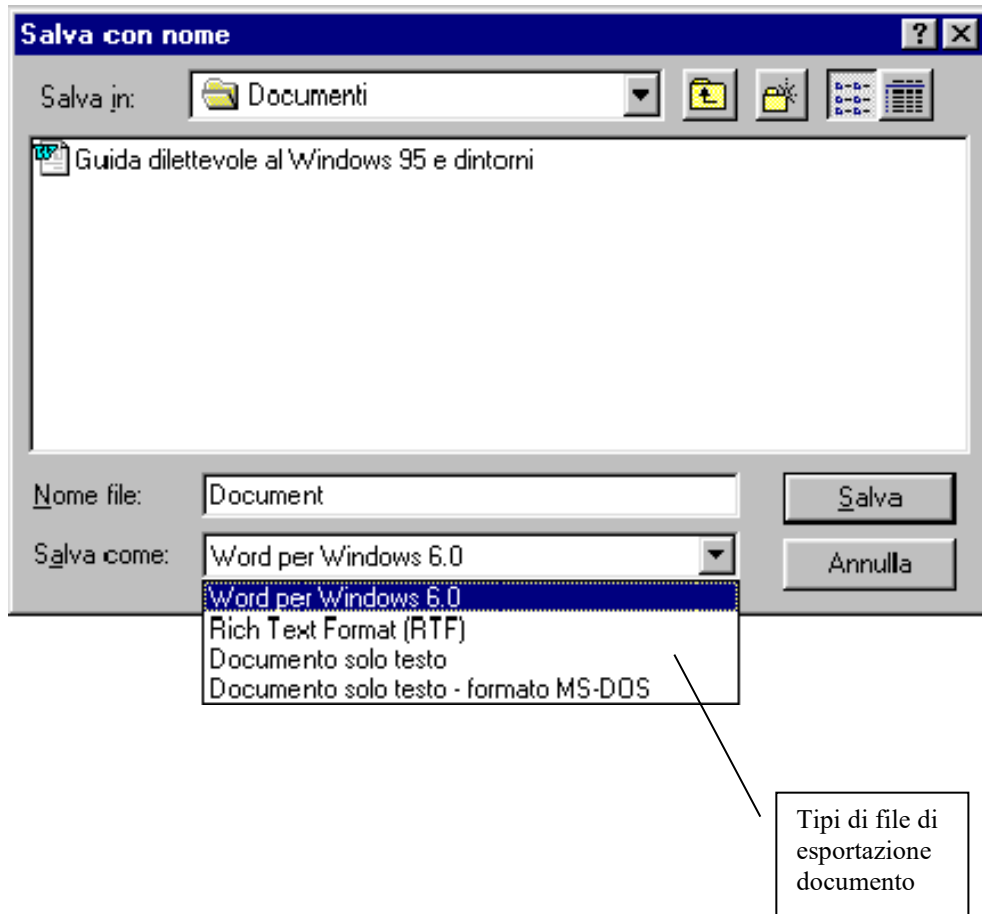 Salva con nome
Salva in: Documenti
Guida dilettevole al Windows 95 e dintorni
Nome file: Document Salva
Salva come: Word per Windows 6.0 Annulla
Word per Windows 6.0
Rich Text Format (RTF)
Documento solo testo
Documento solo testo - formato MS-DOS
Tipi di file di
esportazione
documento